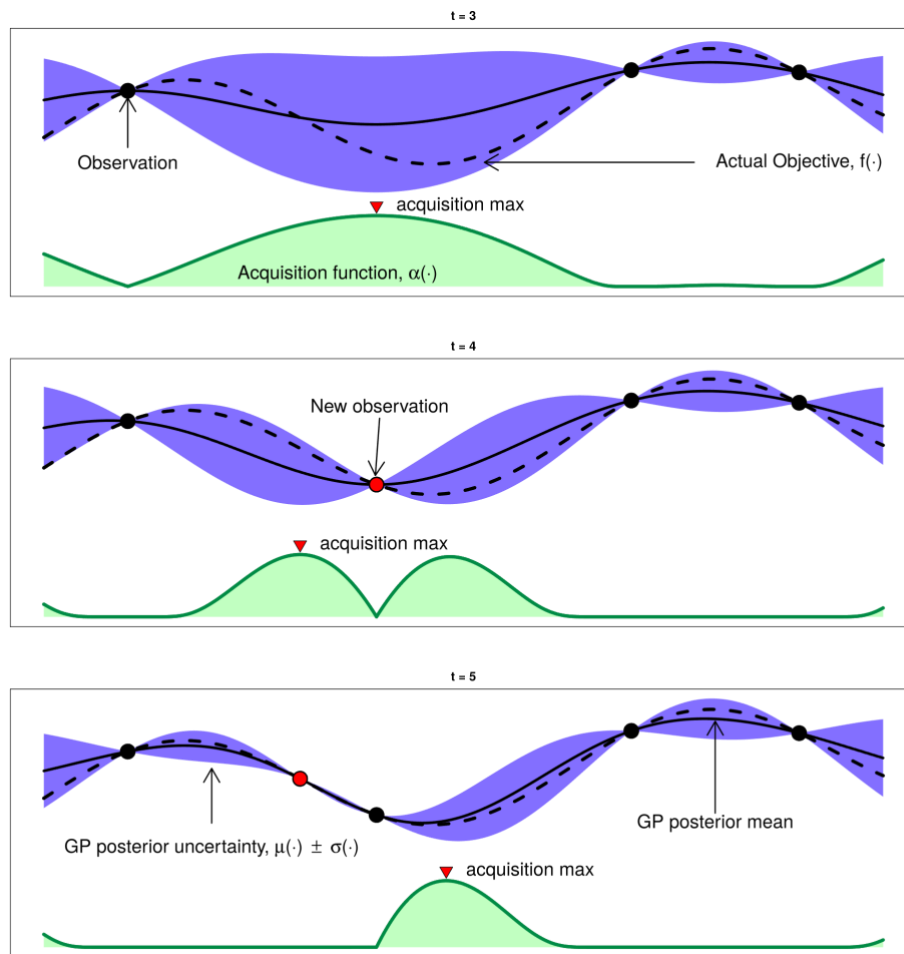 t = 3
Observation
Actual Objective, f(·)
acquisition max
Acquisition function, α(·)
t = 4
New observation
acquisition max
t = 5
GP posterior uncertainty, μ(·) ± σ(·)
GP posterior mean
acquisition max